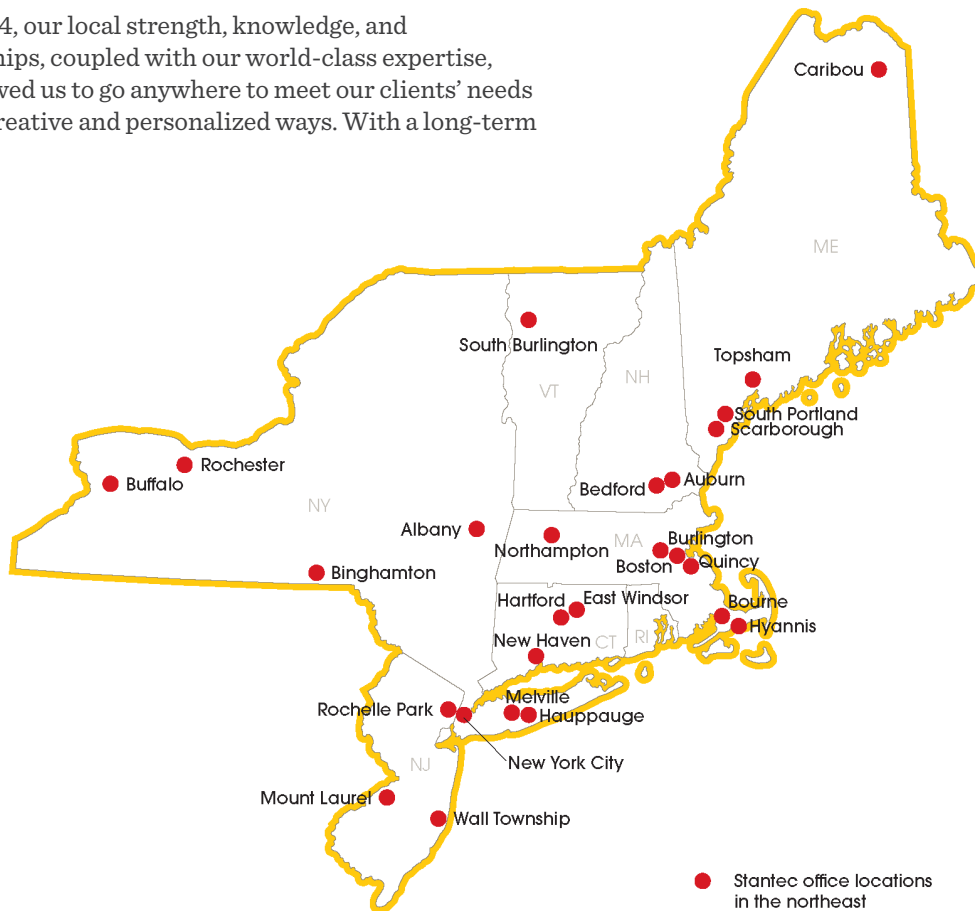 4, our local strength, knowledge, and
hips, coupled with our world-class expertise,
wed us to go anywhere to meet our clients’ needs
reative and personalized ways. With a long-term
Caribou
ME
South Burlington
Topsham
VT
NH
South Portland
Scarborough
Rochester
Buffalo
Auburn
Bedford
NY
Albany
Northampton
MA
Burlington
Boston
Quincy
Binghamton
Hartford
East Windsor
Bourne
Hyannis
New Haven
CT
RI
Melville
Rochelle Park
Hauppauge
New York City
NJ
Mount Laurel
Wall Township
Stantec office locations
in the northeast